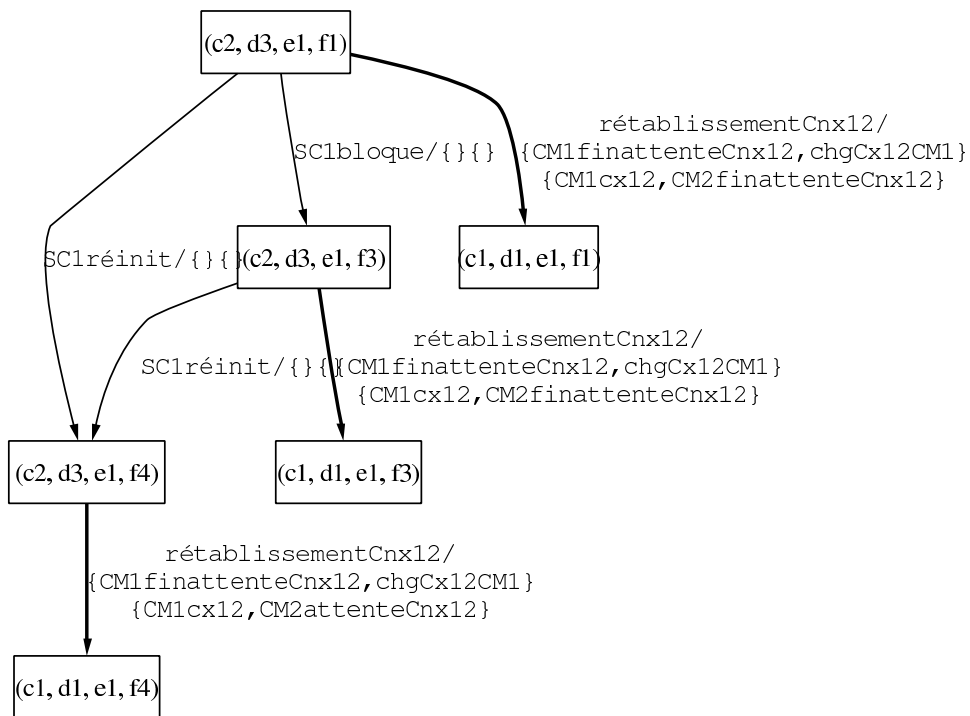 (c2, d3, e1, f1)
rétablissementCnx12/
SC1bloque/{}{}
{CM1finattenteCnx12,chgCx12CM1}
{CM1cx12,CM2finattenteCnx12}
SC1réinit/{}{}
(c2, d3, e1, f3)
(c1, d1, e1, f1)
rétablissementCnx12/
SC1réinit/{}{}
{CM1finattenteCnx12,chgCx12CM1}
{CM1cx12,CM2finattenteCnx12}
(c2, d3, e1, f4)
(c1, d1, e1, f3)
rétablissementCnx12/
{CM1finattenteCnx12,chgCx12CM1}
{CM1cx12,CM2attenteCnx12}
(c1, d1, e1, f4)